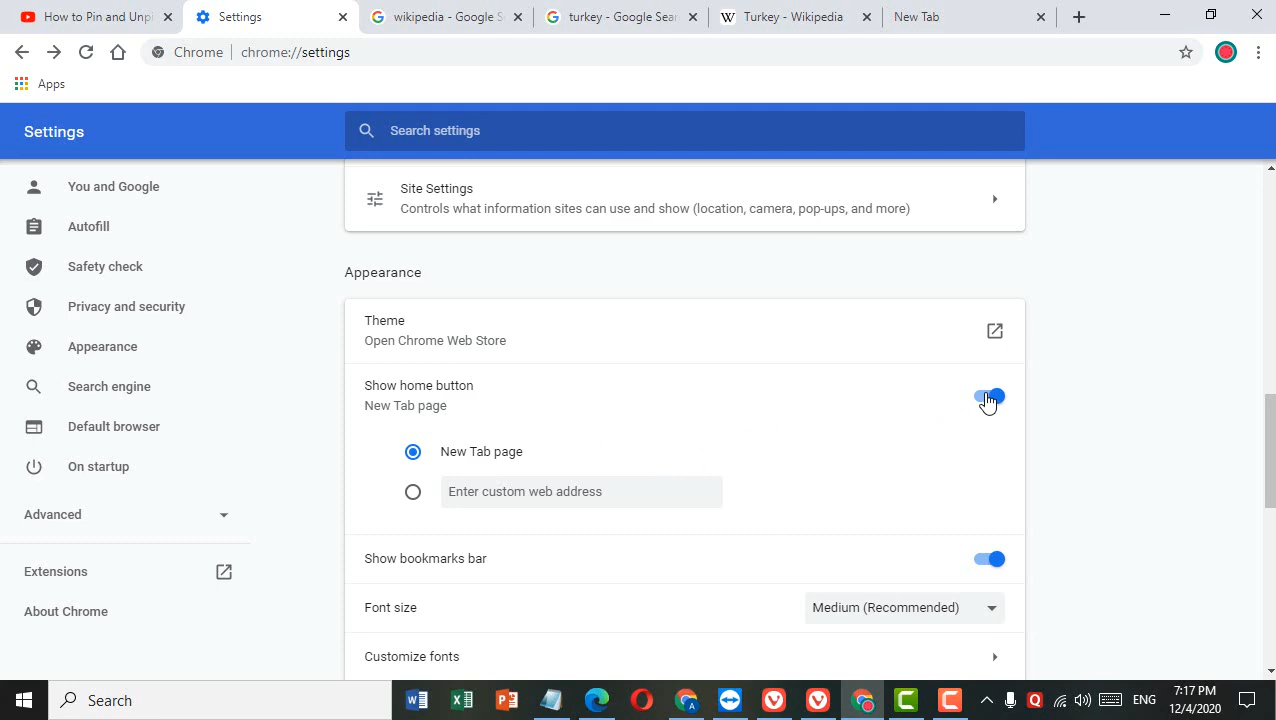 How to Pin and Unpi
Settings
wikipedia - Google S
turkey - Google Sear
Turkey - Wikipedia
New Tab
Chrome
chrome://settings
Apps
Settings
Search settings
You and Google
Autofill
Safety check
Privacy and security
Appearance
Search engine
Default browser
On startup
Advanced
Extensions
About Chrome
Site Settings
Controls what information sites can use and show (location, camera, pop-ups, and more)
Appearance
Theme
Open Chrome Web Store
Show home button
New Tab page
New Tab page
Enter custom web address
Show bookmarks bar
Font size
Medium (Recommended)
Customize fonts
Search
ENG
7:17 PM
12/4/2020